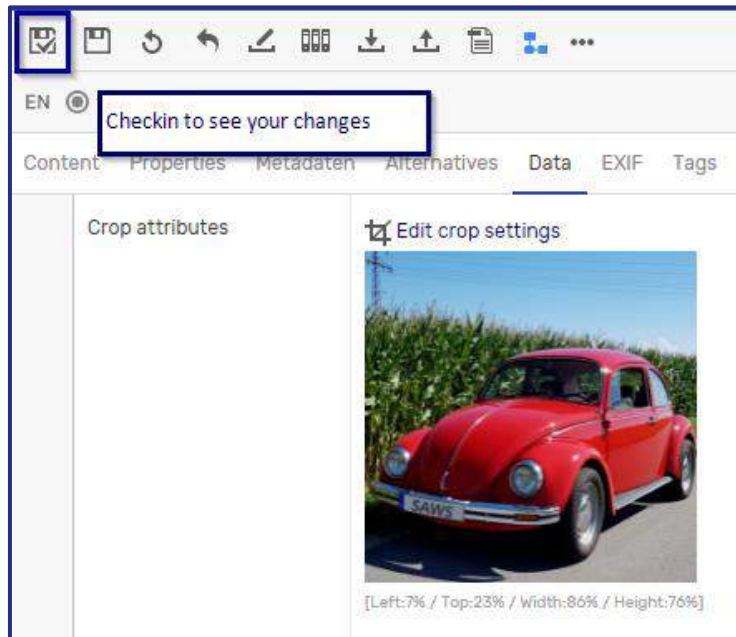 EN
Checkin to see your changes
Content Properties Metadaten Alternatives Data EXIF Tags
Crop attributes
Edit crop settings
SAWS
[Left:7% / Top:23% / Width:86% / Height:76%]